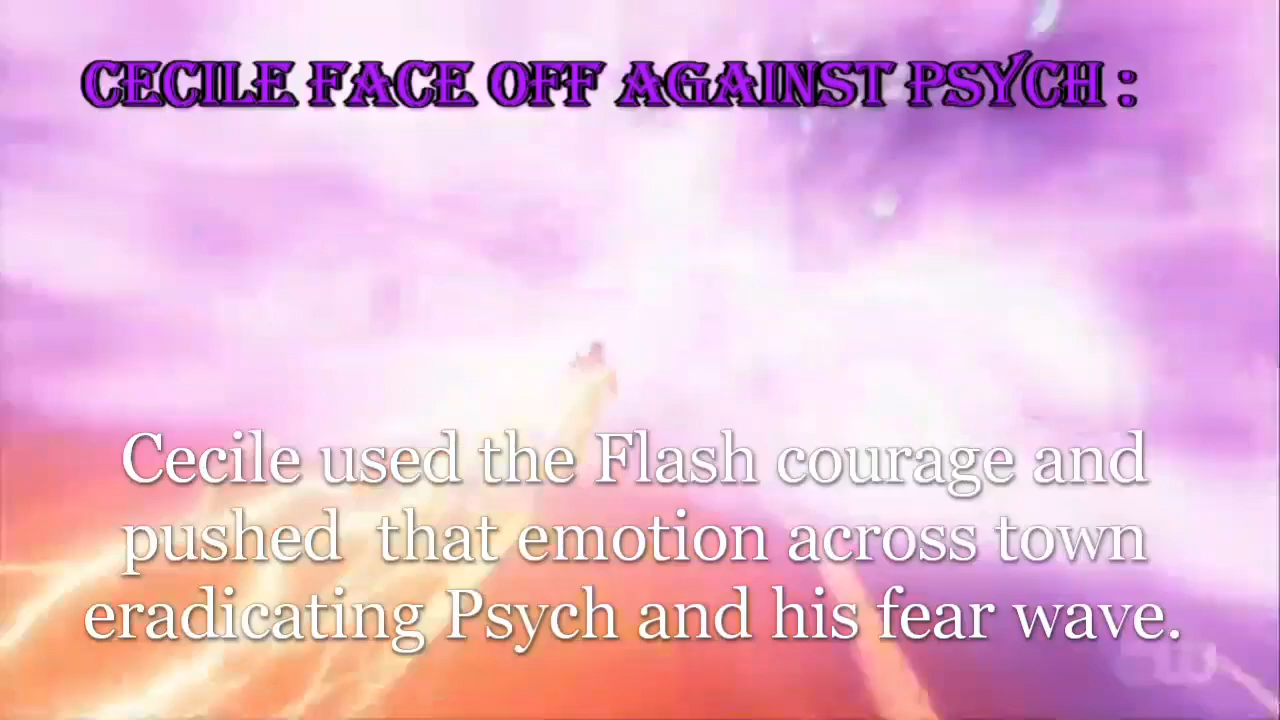 CECILE FACE OFF AGAINST PSYCH :
Cecile used the Flash courage and
pushed  that emotion across town
eradicating Psych and his fear wave.